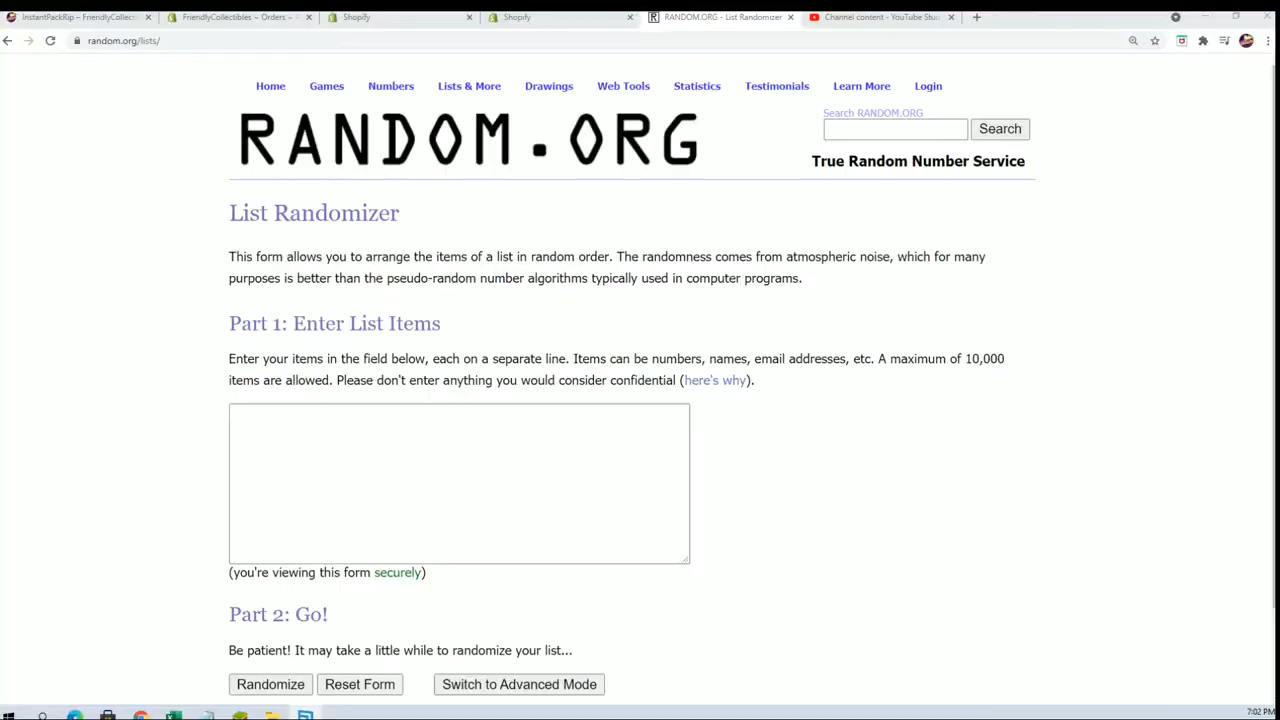 InstantPackRip – FriendlyCollect
FriendlyCollectibles ~ Orders ~
Shopify
Shopify
RANDOM.ORG - List Randomizer
Channel content - YouTube Stu
random.org/lists/
Home Games Numbers Lists & More Drawings Web Tools Statistics Testimonials Learn More Login
RANDOM.ORG
Search RANDOM.ORG
Search
True Random Number Service
List Randomizer
This form allows you to arrange the items of a list in random order. The randomness comes from atmospheric noise, which for many
purposes is better than the pseudo-random number algorithms typically used in computer programs.
Part 1: Enter List Items
Enter your items in the field below, each on a separate line. Items can be numbers, names, email addresses, etc. A maximum of 10,000
items are allowed. Please don't enter anything you would consider confidential (here's why).
(you're viewing this form securely)
Part 2: Go!
Be patient! It may take a little while to randomize your list...
Randomize Reset Form Switch to Advanced Mode
7:02 PM